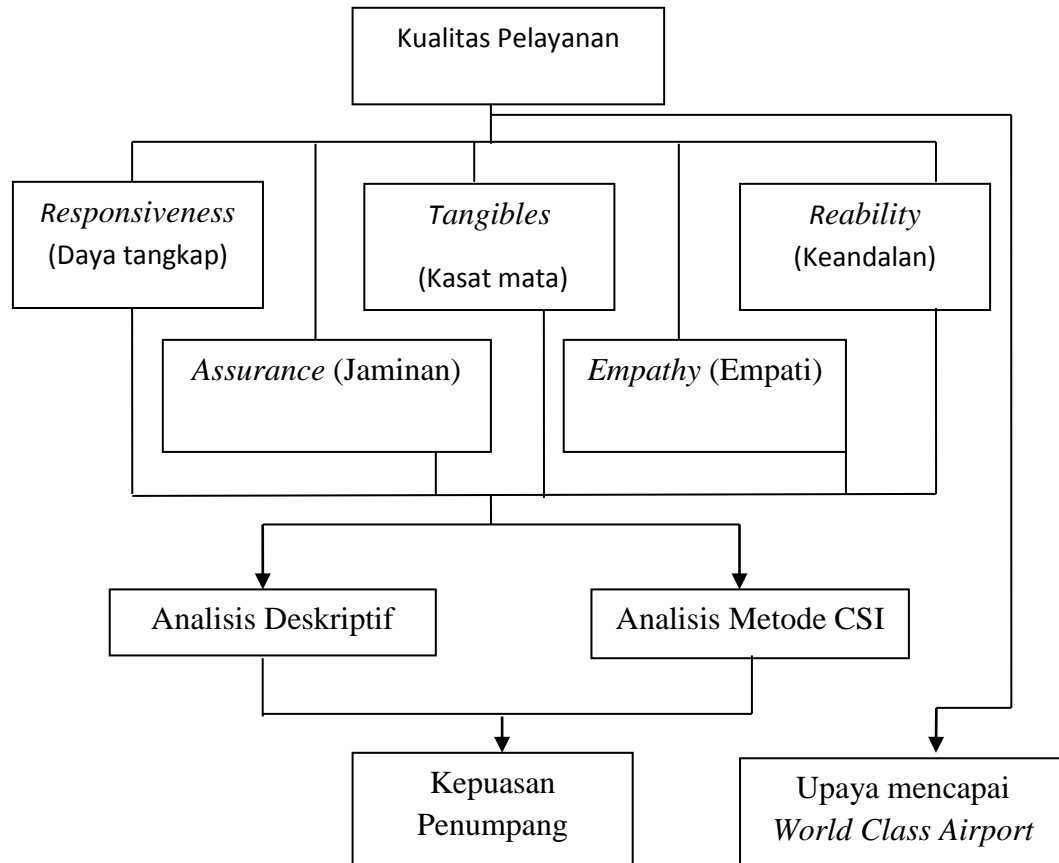 Kualitas Pelayanan
Responsiveness
(Daya tangkap)
Tangibles
(Kasat mata)
Reability
(Keandalan)
Assurance (Jaminan)
Empathy (Empati)
Analisis Deskriptif
Analisis Metode CSI
Kepuasan
Penumpang
Upaya mencapai
World Class Airport